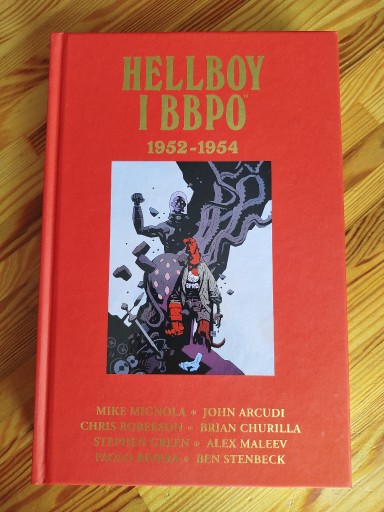 HELLBOY
I BBPO™
1952-1954
MIKE MIGNOLA • JOHN ARCUDI
CHRIS ROBERSON • BRIAN CHURILLA
STEPHEN GREEN • ALEX MALEEV
PAOLO RIVERA • BEN STENBECK